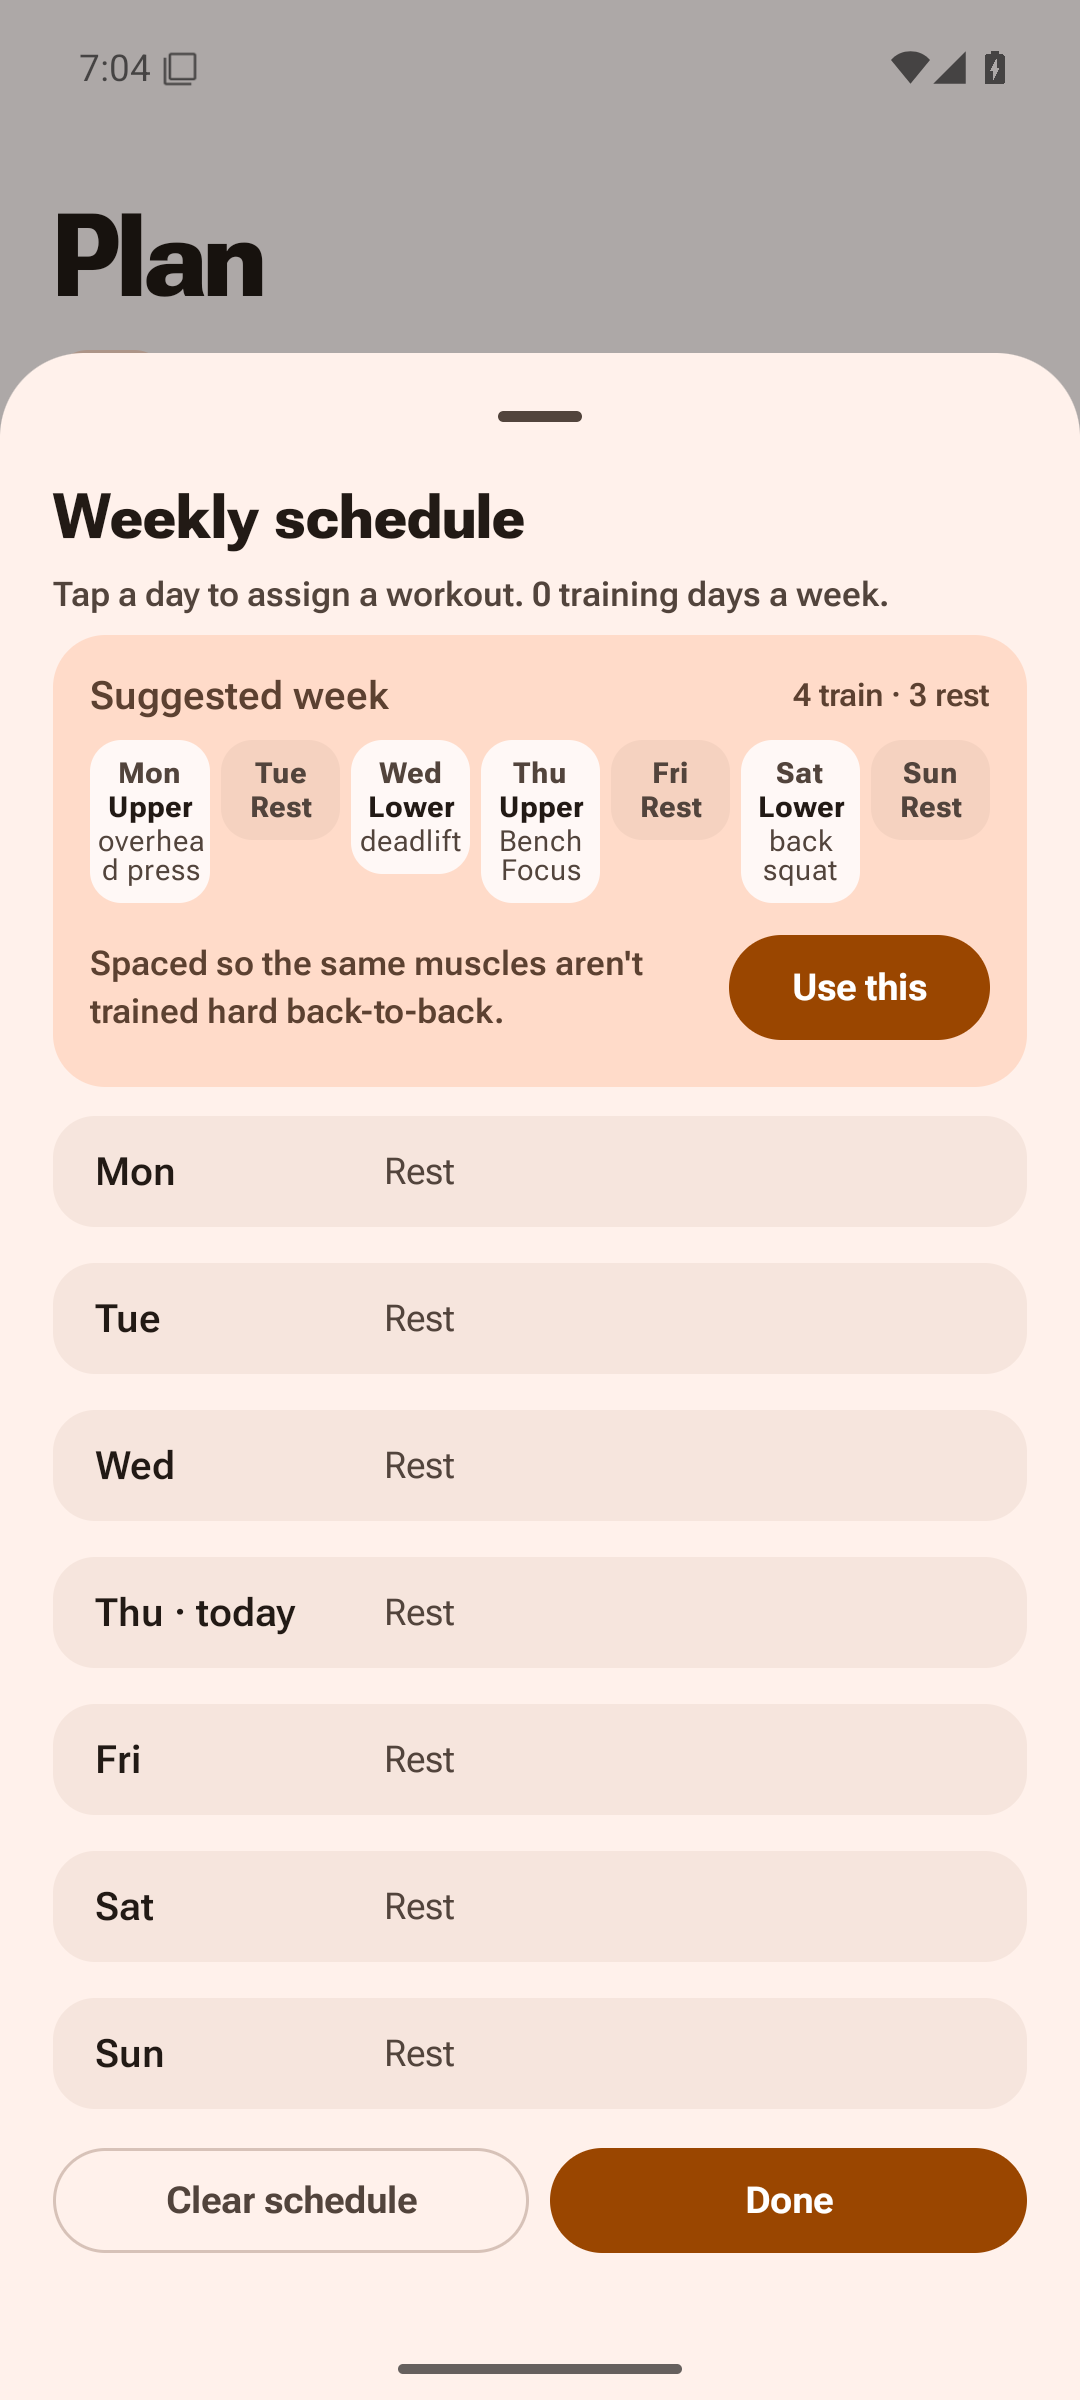 7:04
Plan
Weekly schedule
Tap a day to assign a workout. 0 training days a week.
Suggested week
4 train · 3 rest
Mon
Upper
overhea
d press
Tue
Rest
Wed
Lower
deadlift
Thu
Upper
Bench
Focus
Fri
Rest
Sat
Lower
back
squat
Sun
Rest
Spaced so the same muscles aren't
trained hard back-to-back.
Use this
Mon Rest
Tue Rest
Wed Rest
Thu · today Rest
Fri Rest
Sat Rest
Sun Rest
Clear schedule
Done